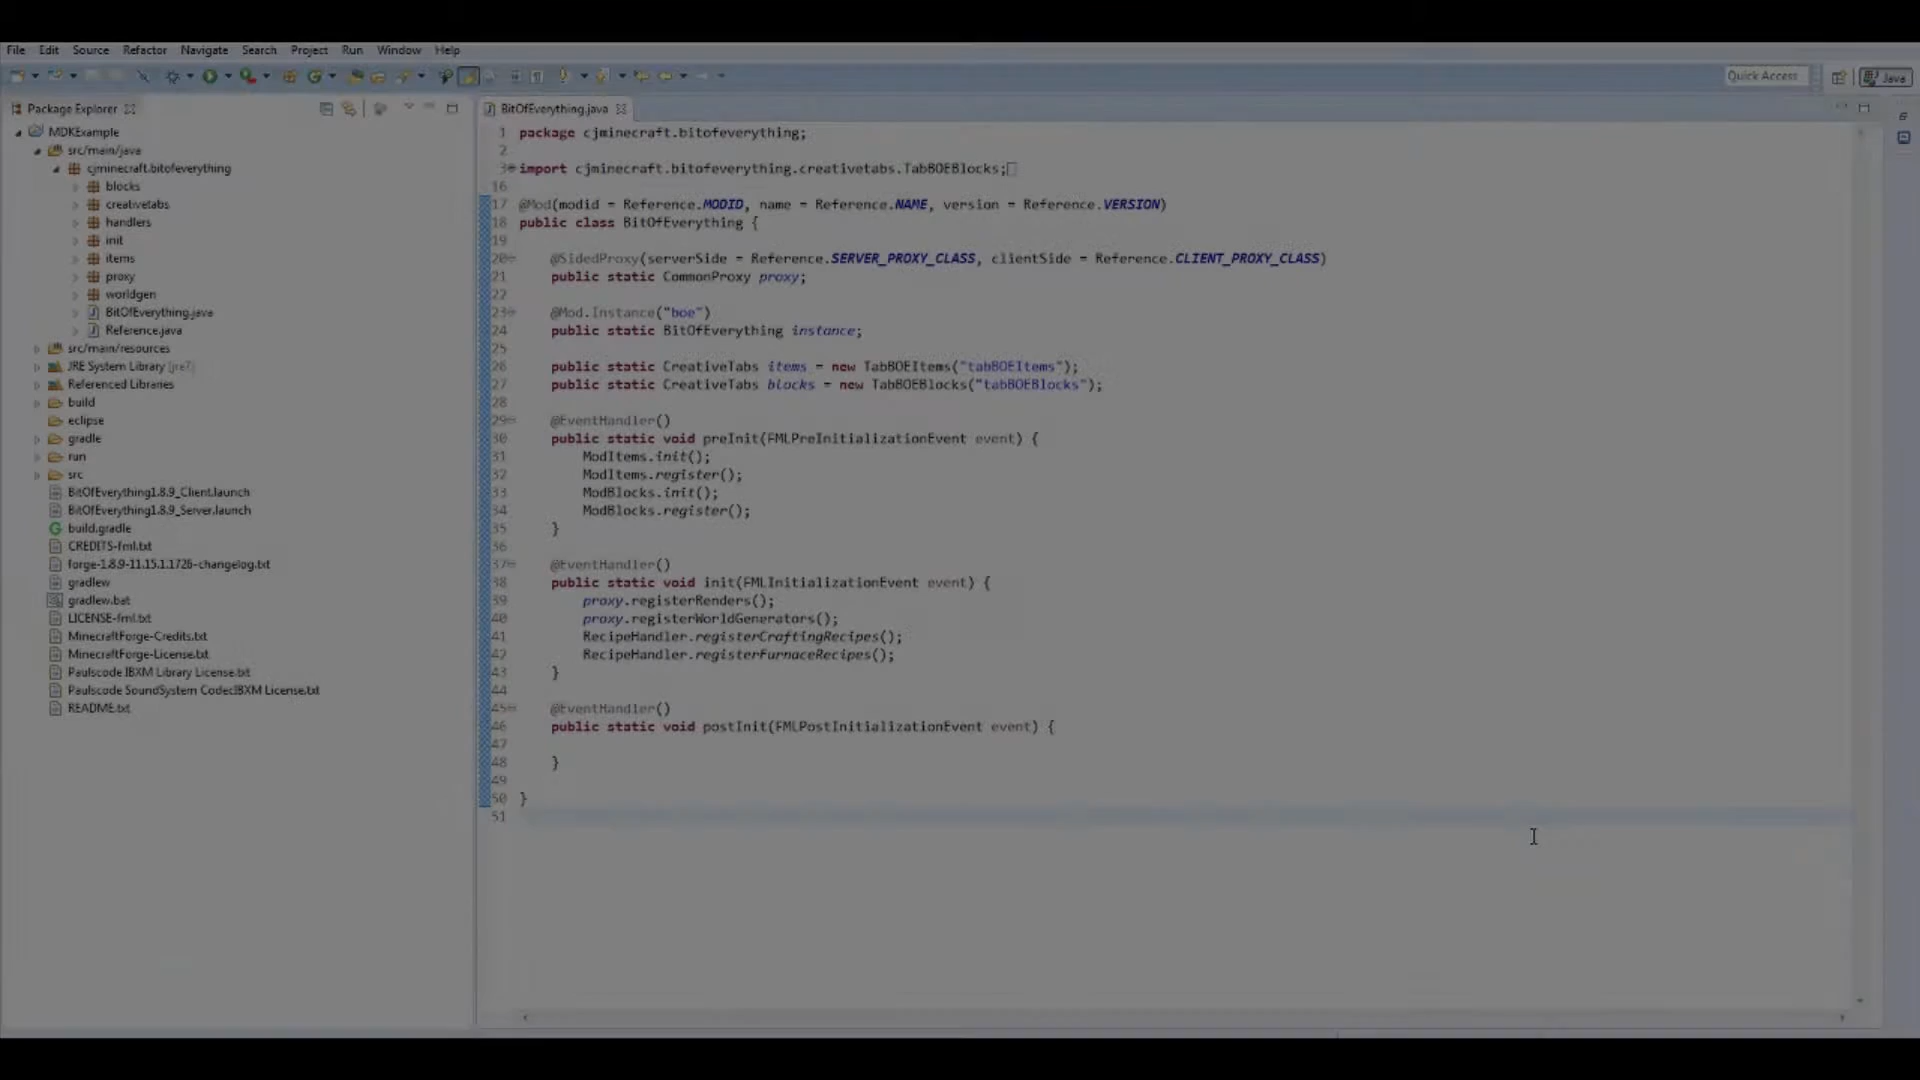 File Edit Source Refactor Navigate Search Project Run Window Help
Quick Access
Java
Package Explorer
MDKExample
src/main/java
cjminecraft.bitofeverything
blocks
creativetabs
handlers
init
items
proxy
worldgen
BitOfEverything.java
Reference.java
src/main/resources
JRE System Library [jre7]
Referenced Libraries
build
eclipse
gradle
run
src
BitOfEverything1.8.9_Client.launch
BitOfEverything1.8.9_Server.launch
build.gradle
CREDITS-fml.txt
forge-1.8.9-11.15.1.1726-changelog.txt
gradlew
gradlew.bat
LICENSE-fml.txt
MinecraftForge-Credits.txt
MinecraftForge-License.txt
Paulscode IBXM Library License.txt
Paulscode SoundSystem CodecIBXM License.txt
README.txt
BitOfEverything.java
1 package cjminecraft.bitofeverything;
2
3 import cjminecraft.bitofeverything.creativetabs.TabBOEBlocks;
16
17 @Mod(modid = Reference.MODID, name = Reference.NAME, version = Reference.VERSION)
18 public class BitOfEverything {
19
20 @SidedProxy(serverSide = Reference.SERVER_PROXY_CLASS, clientSide = Reference.CLIENT_PROXY_CLASS)
21 public static CommonProxy proxy;
22
23 @Mod.Instance("boe")
24 public static BitOfEverything instance;
25
26 public static CreativeTabs items = new TabBOEItems("tabBOEItems");
27 public static CreativeTabs blocks = new TabBOEBlocks("tabBOEBlocks");
28
29 @EventHandler()
30 public static void preInit(FMLPreInitializationEvent event) {
31 ModItems.init();
32 ModItems.register();
33 ModBlocks.init();
34 ModBlocks.register();
35 }
36
37 @EventHandler()
38 public static void init(FMLInitializationEvent event) {
39 proxy.registerRenders();
40 proxy.registerWorldGenerators();
41 RecipeHandler.registerCraftingRecipes();
42 RecipeHandler.registerFurnaceRecipes();
43 }
44
45 @EventHandler()
46 public static void postInit(FMLPostInitializationEvent event) {
47
48 }
49
50 }
51